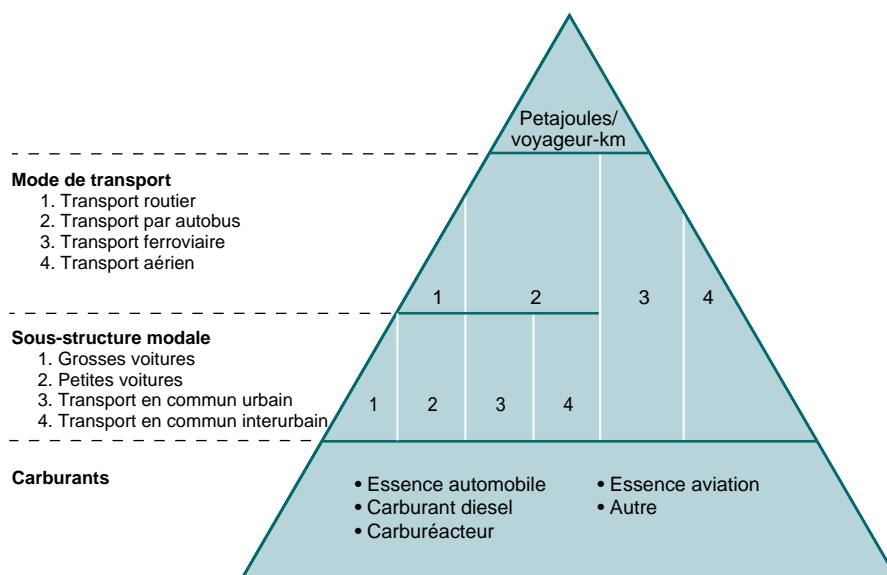 Petajoules/
voyageur-km
Mode de transport
1. Transport routier
2. Transport par autobus
3. Transport ferroviaire
4. Transport aérien
1 2 3 4
Sous-structure modale
1. Grosses voitures
2. Petites voitures
3. Transport en commun urbain
4. Transport en commun interurbain
1 2 3 4
Carburants
• Essence automobile
• Carburant diesel
• Carburéacteur
• Essence aviation
• Autre